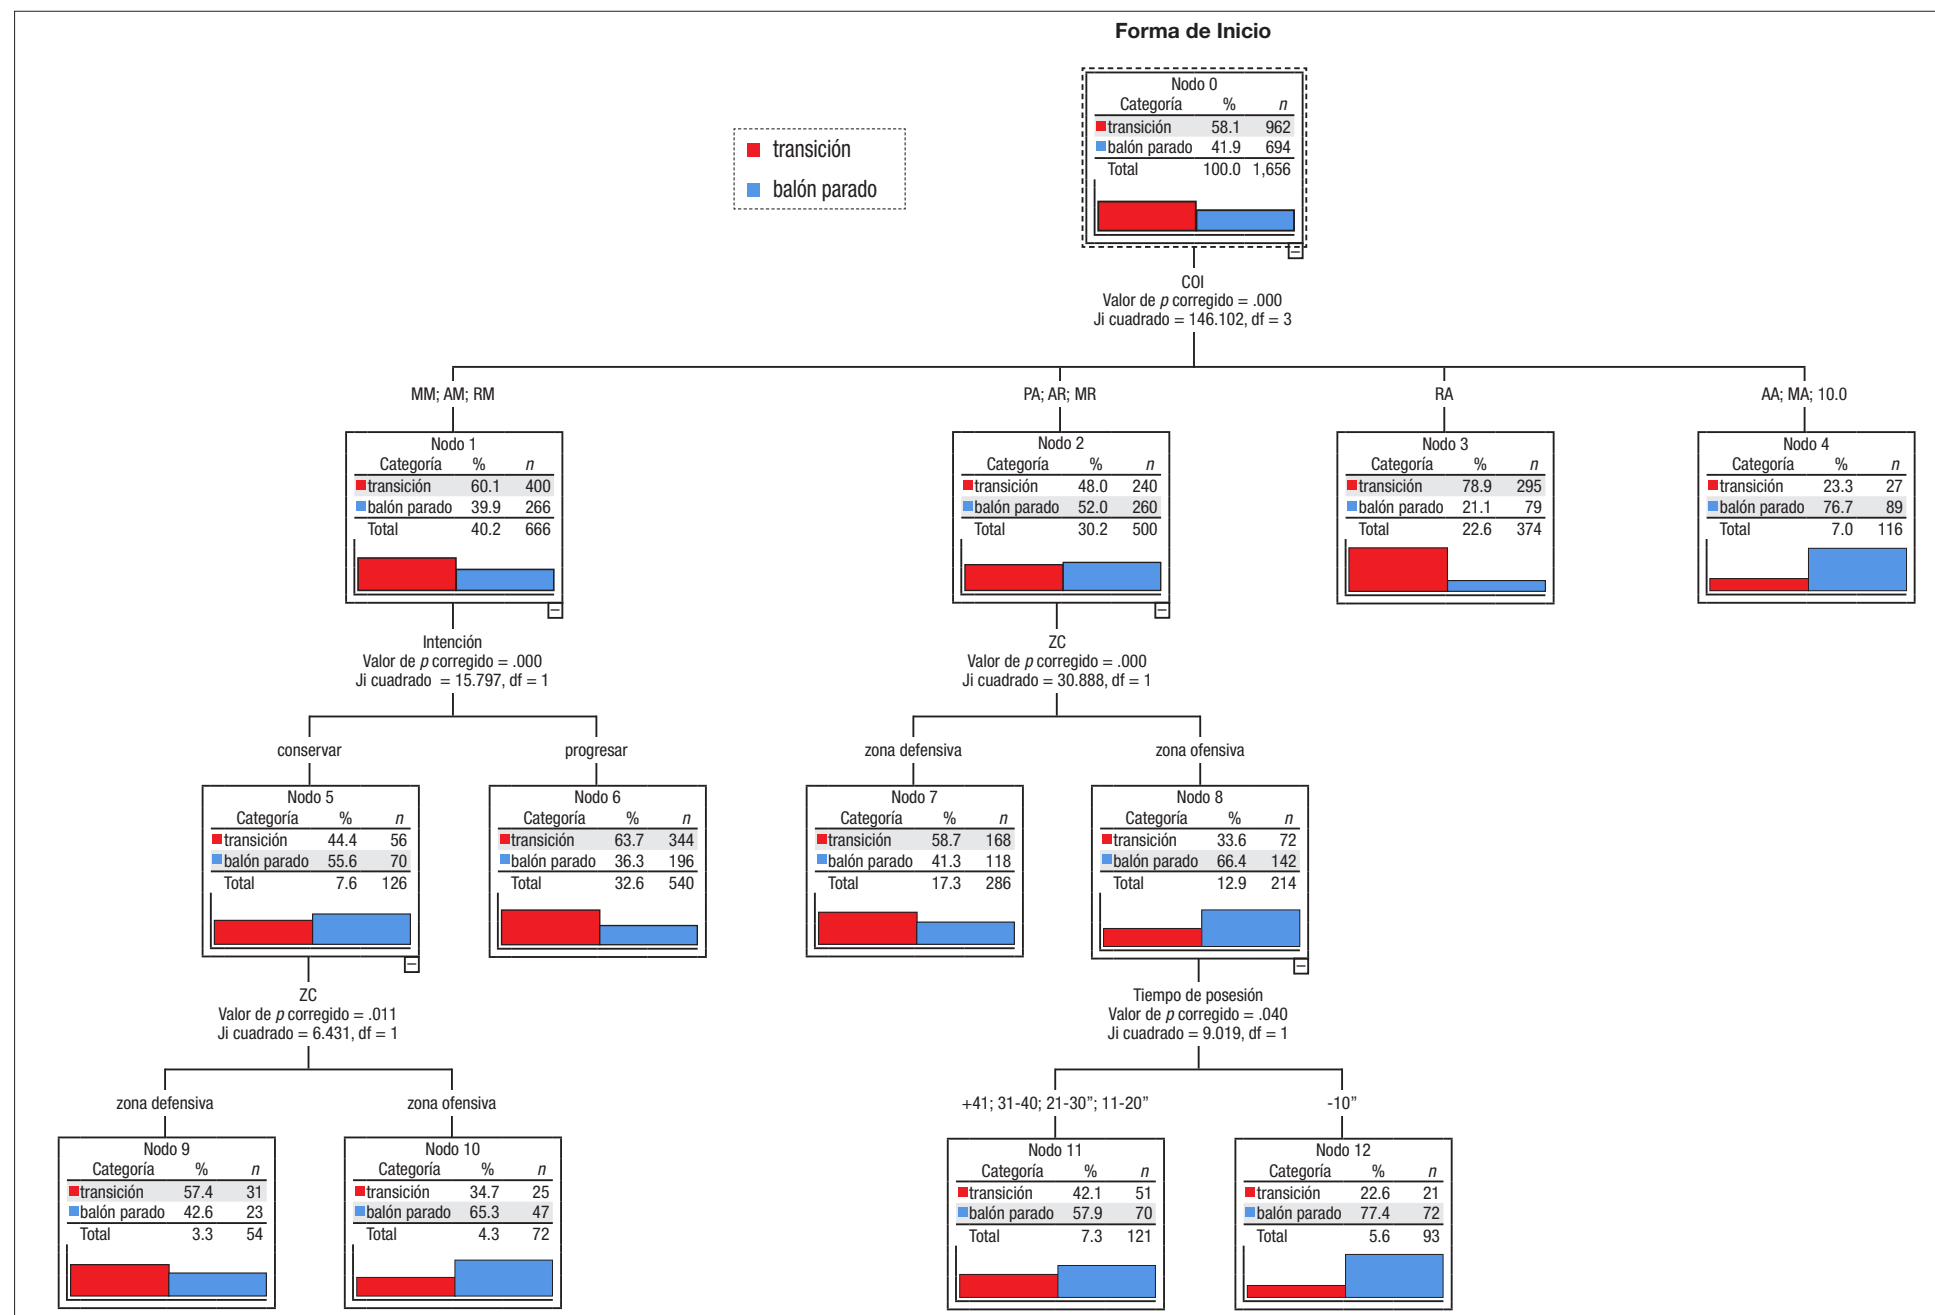 Forma de Inicio
transición
balón parado
Nodo 0
Categoría % n
transición 58.1 962
balón parado 41.9 694
Total 100.0 1,656
COI
Valor de p corregido = .000
Ji cuadrado = 146.102, df = 3
MM; AM; RM
PA; AR; MR
RA
AA; MA; 10.0
Nodo 1
Categoría % n
transición 60.1 400
balón parado 39.9 266
Total 40.2 666
Nodo 2
Categoría % n
transición 48.0 240
balón parado 52.0 260
Total 30.2 500
Nodo 3
Categoría % n
transición 78.9 295
balón parado 21.1 79
Total 22.6 374
Nodo 4
Categoría % n
transición 23.3 27
balón parado 76.7 89
Total 7.0 116
Intención
Valor de p corregido = .000
Ji cuadrado = 15.797, df = 1
ZC
Valor de p corregido = .000
Ji cuadrado = 30.888, df = 1
conservar
progresar
zona defensiva
zona ofensiva
Nodo 5
Categoría % n
transición 44.4 56
balón parado 55.6 70
Total 7.6 126
Nodo 6
Categoría % n
transición 63.7 344
balón parado 36.3 196
Total 32.6 540
Nodo 7
Categoría % n
transición 58.7 168
balón parado 41.3 118
Total 17.3 286
Nodo 8
Categoría % n
transición 33.6 72
balón parado 66.4 142
Total 12.9 214
ZC
Valor de p corregido = .011
Ji cuadrado = 6.431, df = 1
Tiempo de posesión
Valor de p corregido = .040
Ji cuadrado = 9.019, df = 1
zona defensiva
zona ofensiva
+41; 31-40; 21-30”; 11-20”
-10”
Nodo 9
Categoría % n
transición 57.4 31
balón parado 42.6 23
Total 3.3 54
Nodo 10
Categoría % n
transición 34.7 25
balón parado 65.3 47
Total 4.3 72
Nodo 11
Categoría % n
transición 42.1 51
balón parado 57.9 70
Total 7.3 121
Nodo 12
Categoría % n
transición 22.6 21
balón parado 77.4 72
Total 5.6 93